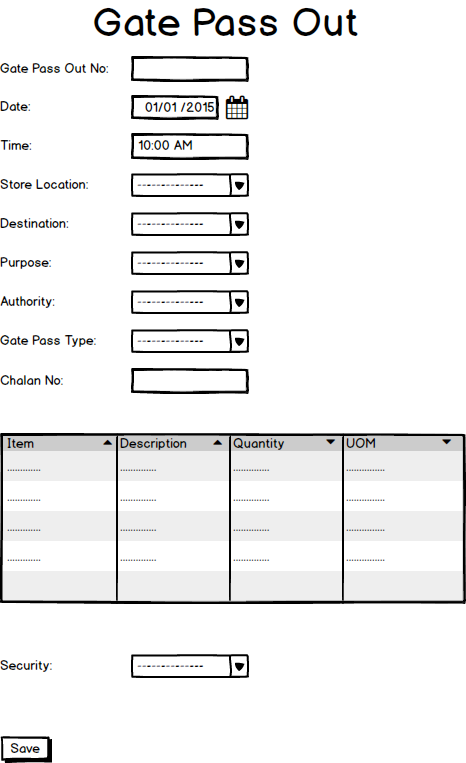 Gate Pass Out
Gate Pass Out No:
Date: 01/01 /2015
Time: 10:00 AM
Store Location: --------------
Destination: --------------
Purpose: --------------
Authority: --------------
Gate Pass Type: --------------
Chalan No:
Item Description Quantity UOM
............. .............. .............. ...............
............. .............. .............. ...............
............. .............. .............. ...............
............. .............. .............. ...............
Security: --------------
Save